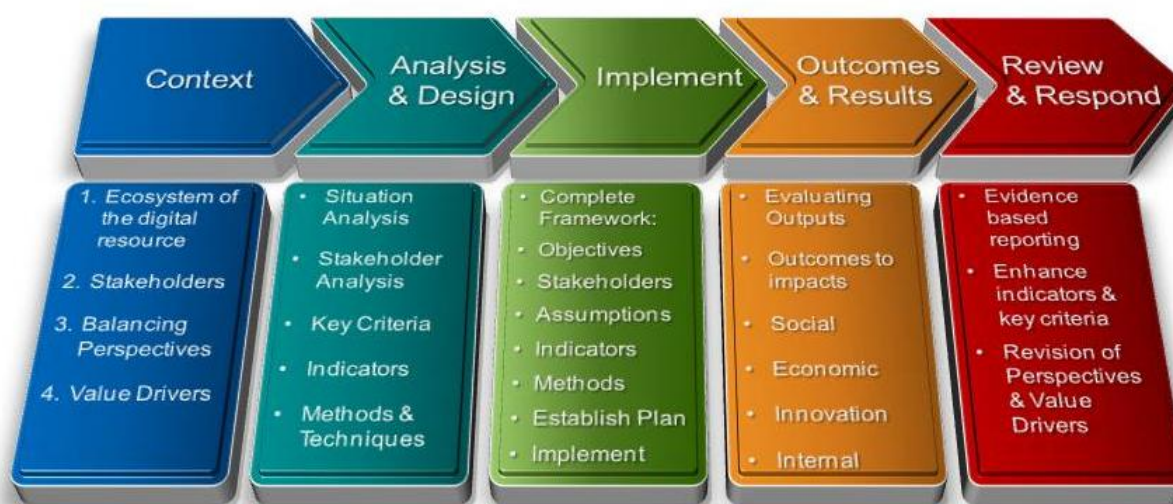 Context
Analysis
& Design
Implement
Outcomes
& Results
Review
& Respond
1. Ecosystem of
the digital
resource
2. Stakeholders
3. Balancing
Perspectives
4. Value Drivers
• Situation
Analysis
• Stakeholder
Analysis
• Key Criteria
• Indicators
• Methods &
Techniques
• Complete
Framework:
• Objectives
• Stakeholders
• Assumptions
• Indicators
• Methods
• Establish Plan
• Implement
• Evaluating
Outputs
• Outcomes to
impacts
• Social
• Economic
• Innovation
• Internal
• Evidence
based
reporting
• Enhance
indicators &
key criteria
• Revision of
Perspectives
& Value
Drivers